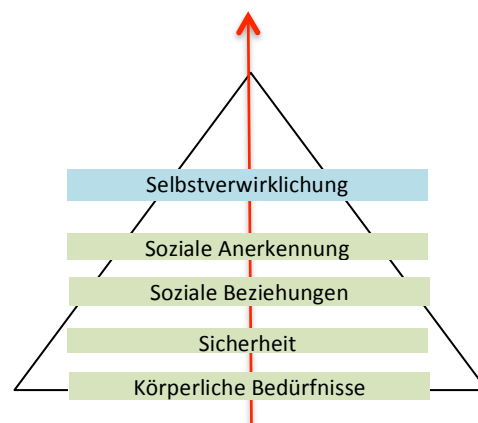 Selbstverwirklichung
Soziale Anerkennung
Soziale Beziehungen
Sicherheit
Körperliche Bedürfnisse